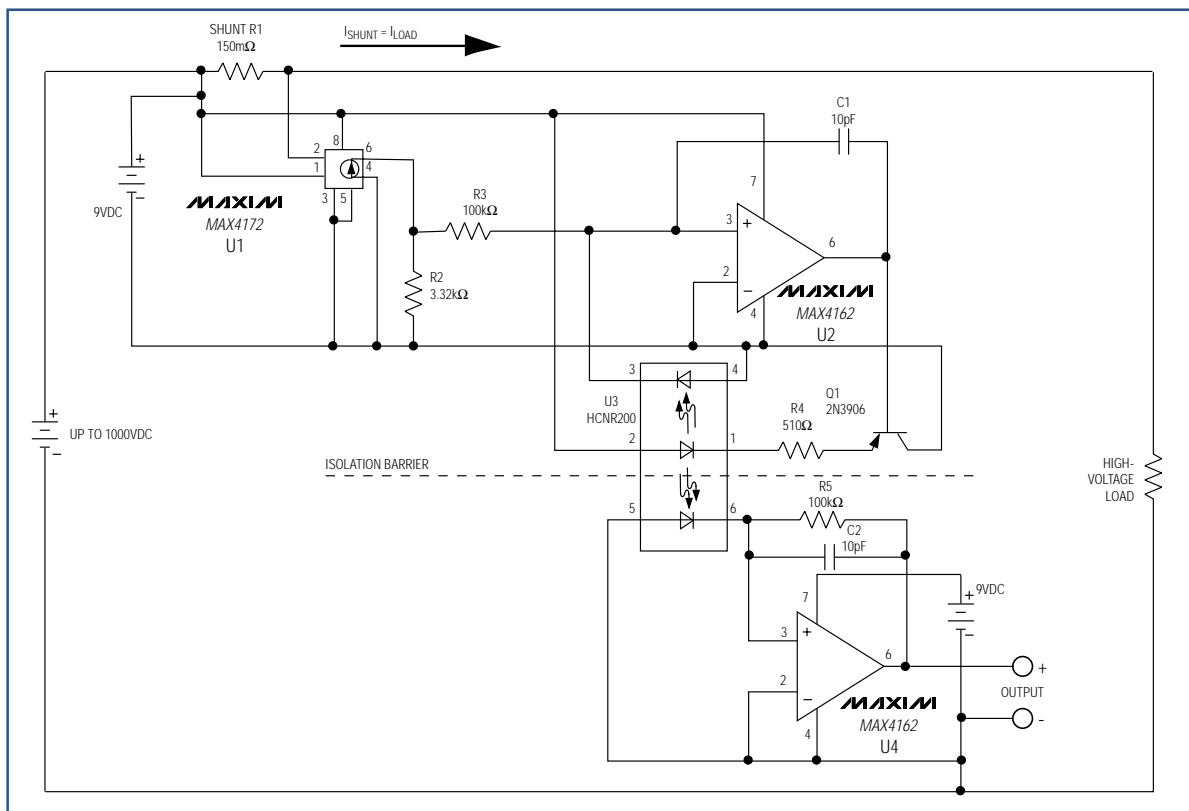 SHUNT R1
150mΩ
ISHUNT = ILOAD
C1
10pF
8
6
2
4
1
3
5
+
-
9VDC
MAXIM
MAX4172
U1
R3
100kΩ
7
3
+
6
2
−
4
MAXIM
MAX4162
U2
R2
3.32kΩ
3
4
U3
HCNR200
R4
510Ω
Q1
2N3906
2
1
+
-
UP TO 1000VDC
ISOLATION BARRIER
HIGH-
VOLTAGE
LOAD
R5
100kΩ
5
6
C2
10pF
7
+
-
9VDC
3
+
6
2
−
4
MAXIM
MAX4162
U4
+
OUTPUT
-